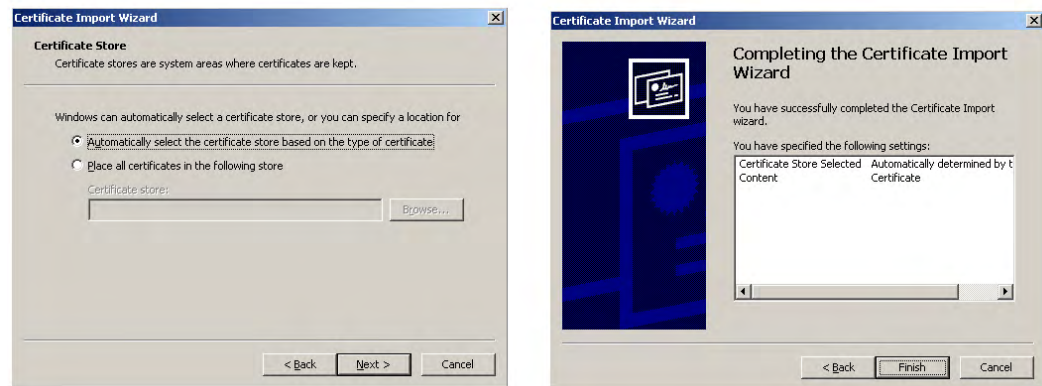 Certificate Import Wizard
Certificate Store
Certificate stores are system areas where certificates are kept.
Windows can automatically select a certificate store, or you can specify a location for
Automatically select the certificate store based on the type of certificate
Place all certificates in the following store
Certificate store:
Browse...
< Back
Next >
Cancel
Certificate Import Wizard
Completing the Certificate Import
Wizard
You have successfully completed the Certificate Import
wizard.
You have specified the following settings:
Certificate Store Selected Automatically determined by t
Content Certificate
< Back
Finish
Cancel